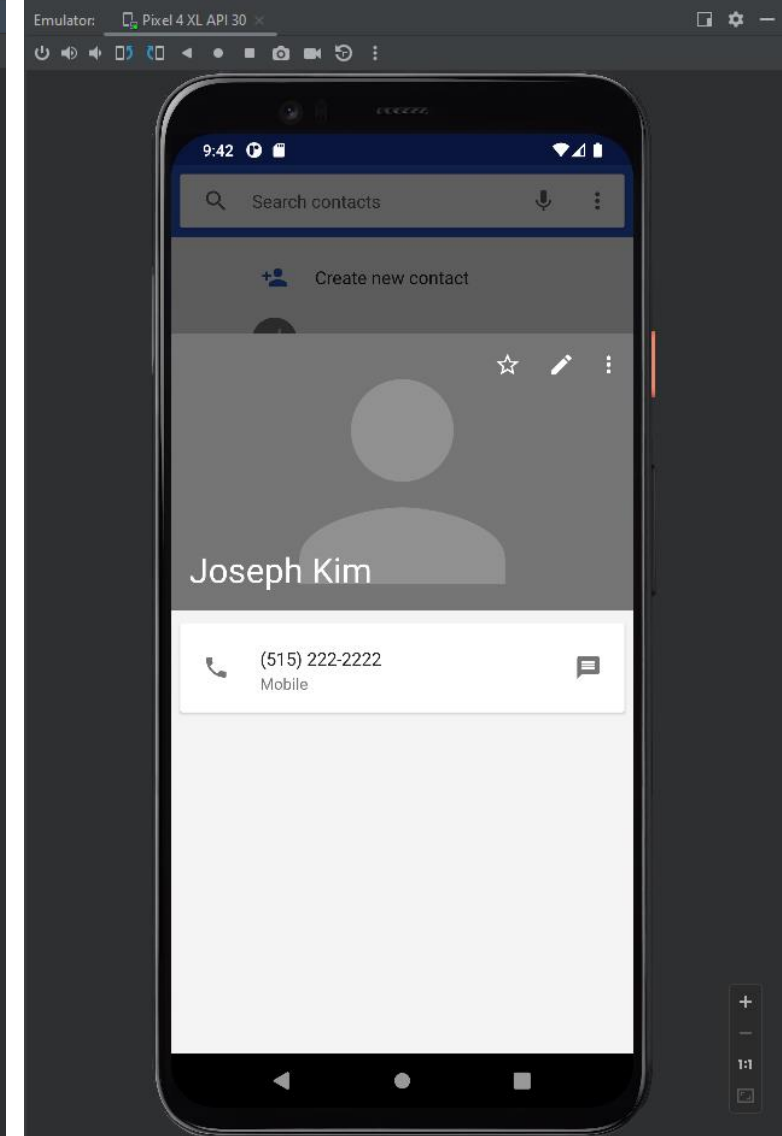 Emulator: Pixel 4 XL API 30
9:42
Search contacts
Create new contact
Joseph Kim
(515) 222-2222
Mobile
1:1